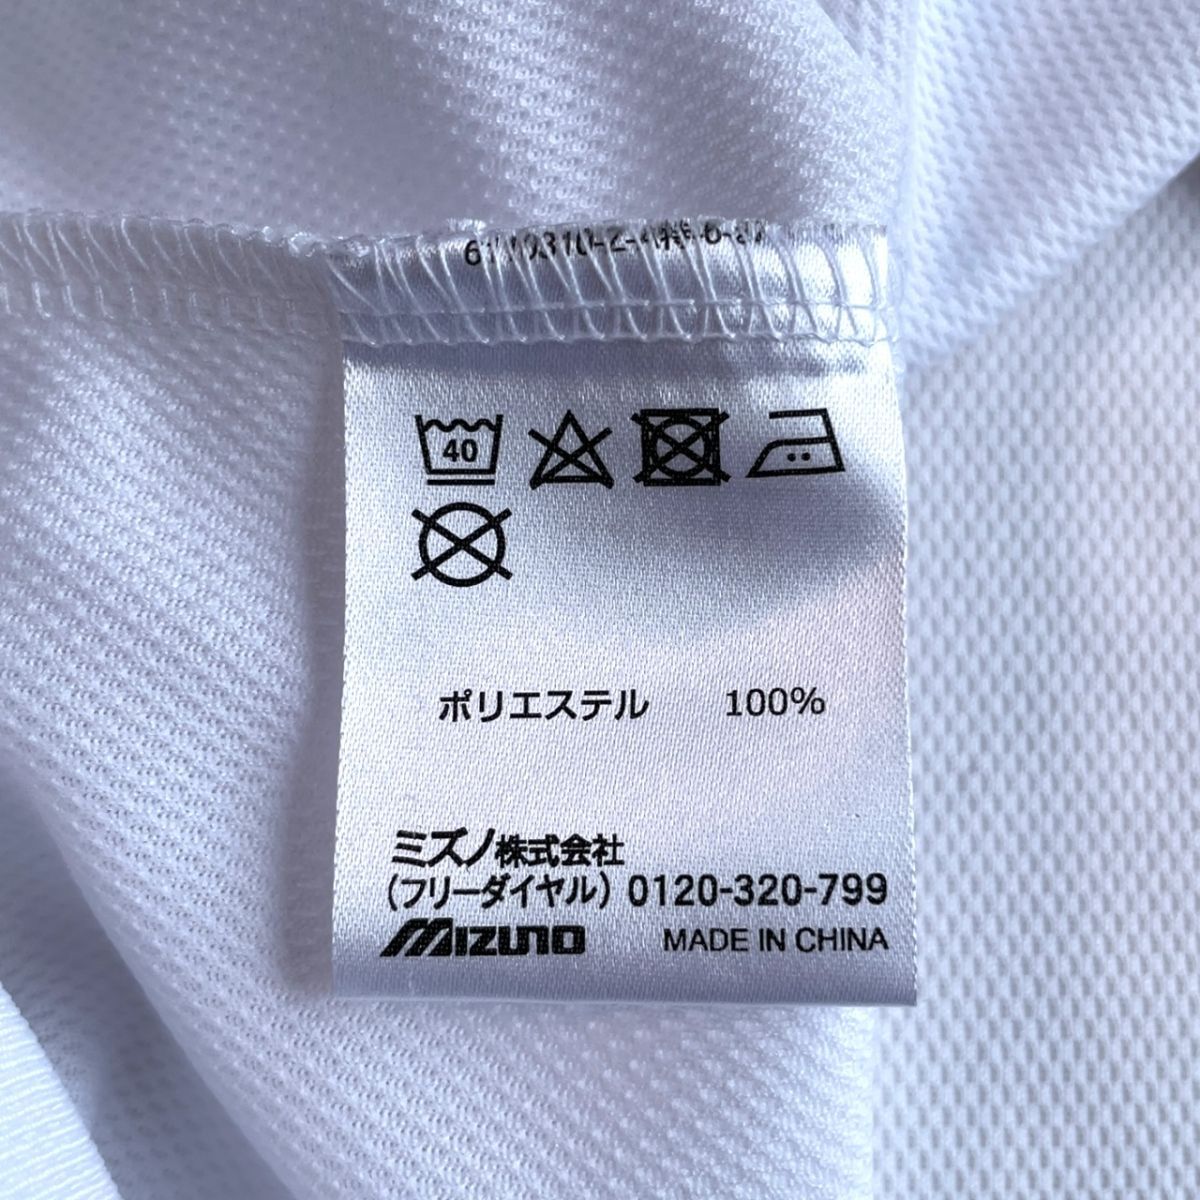 40
ポリエステル 100%
ミズノ株式会社
(フリーダイヤル) 0120-320-799
MIZUNO MADE IN CHINA